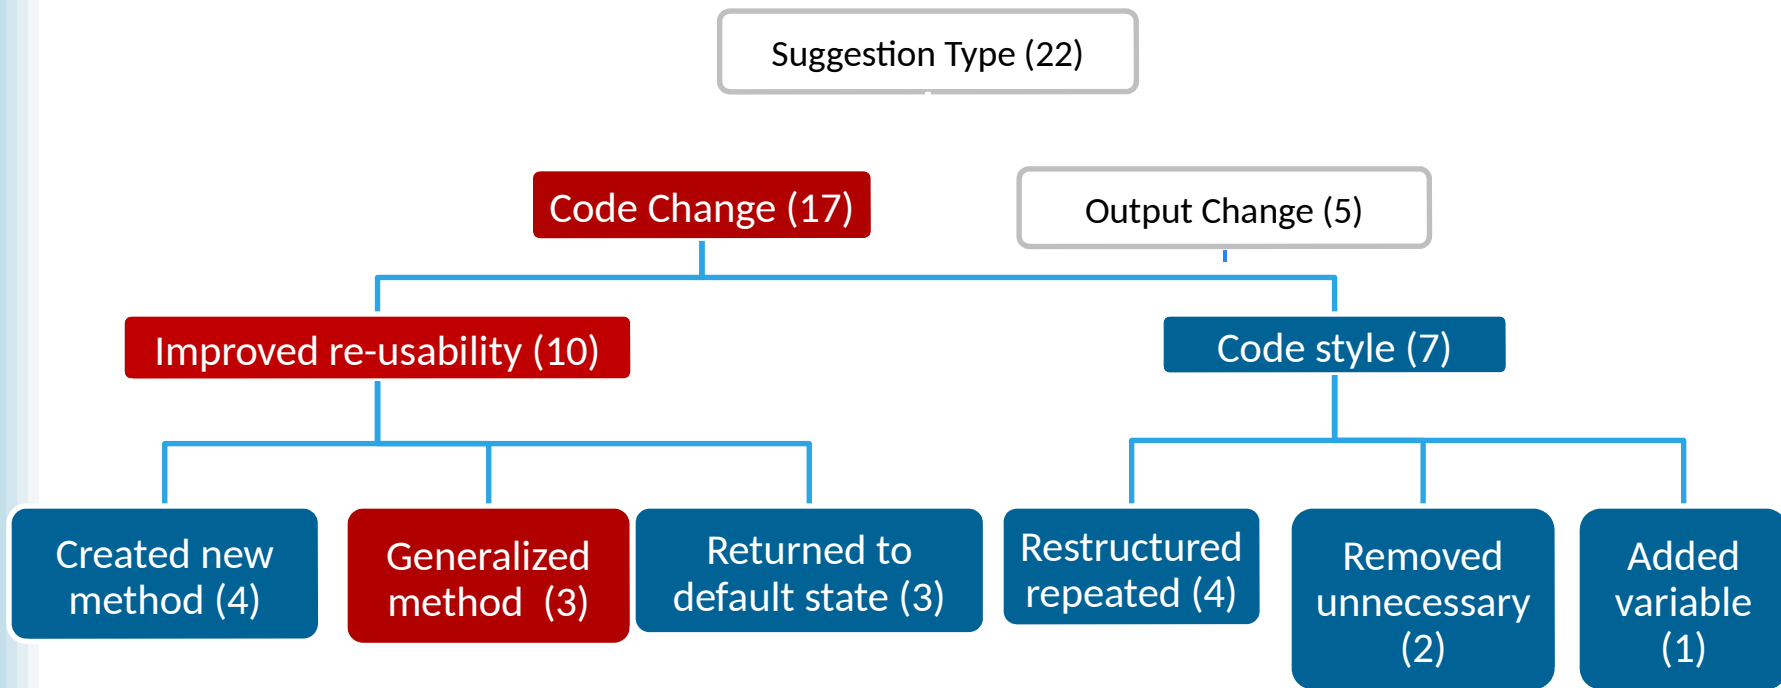 Suggestion Type (22)
Code Change (17)
Output Change (5)
Improved re-usability (10)
Code style (7)
Created new
method (4)
Generalized
method  (3)
Returned to
default state (3)
Restructured
repeated (4)
Removed
unnecessary
(2)
Added
variable
(1)